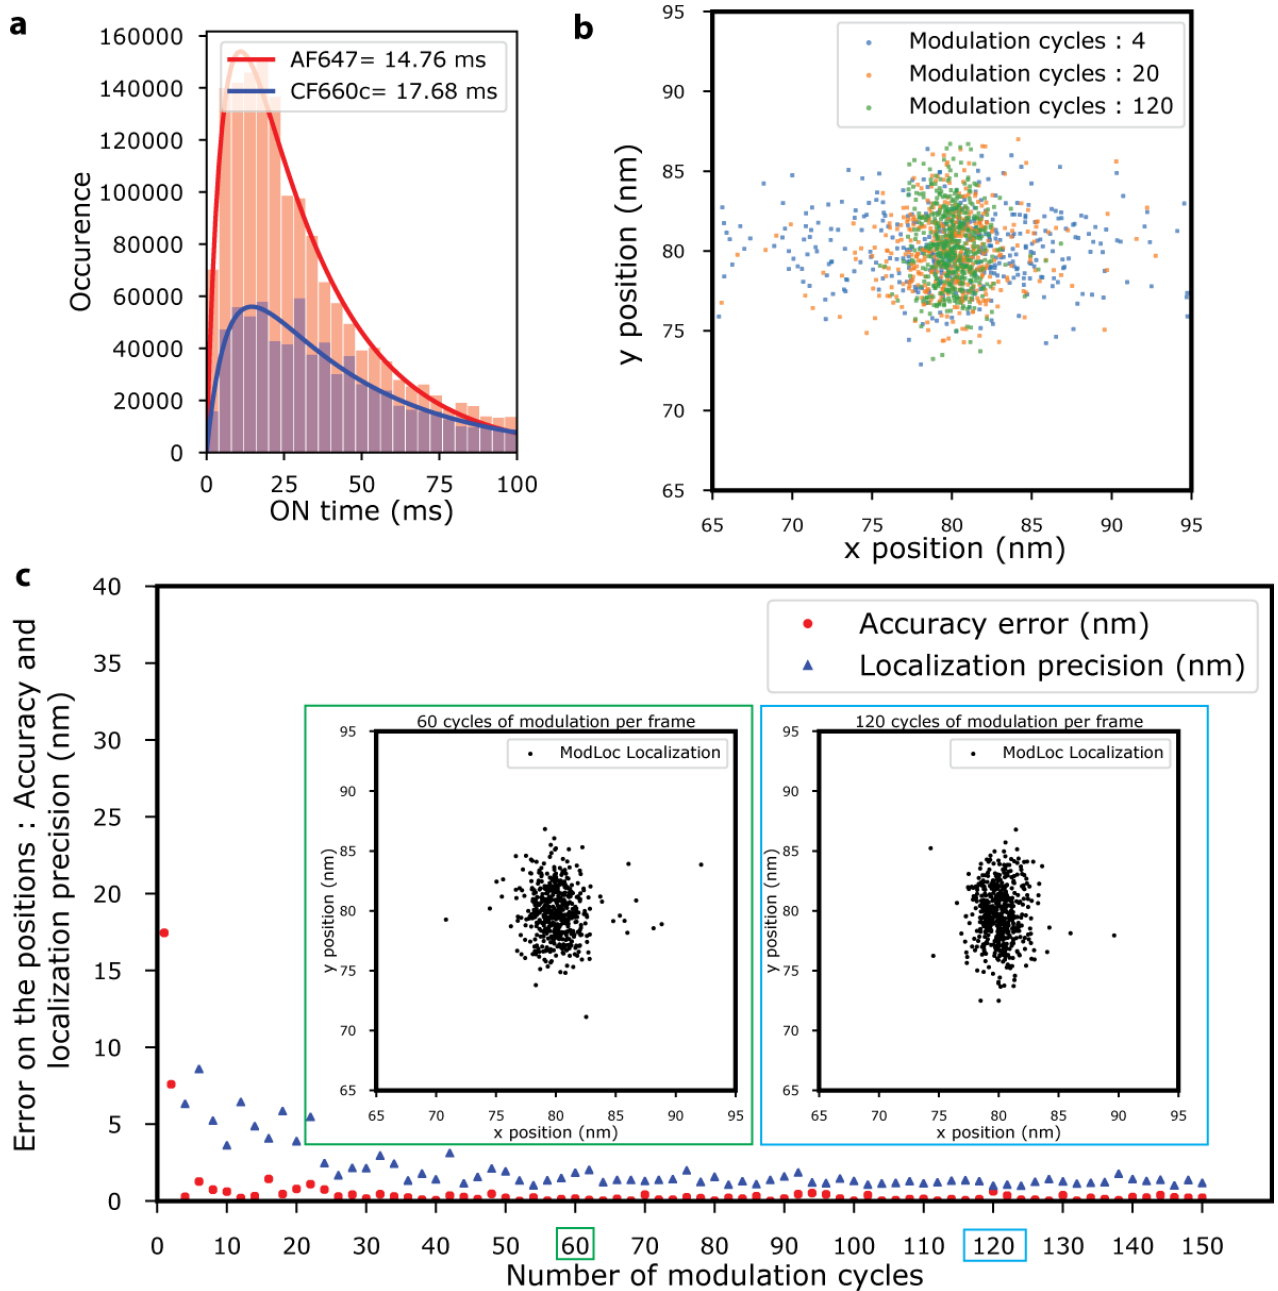 a
160000
140000
120000
100000
80000
60000
40000
20000
0
Occurence
AF647= 14.76 ms
CF660c= 17.68 ms
0 25 50 75 100
ON time (ms)
b
95
90
85
80
75
70
65
y position (nm)
Modulation cycles : 4
Modulation cycles : 20
Modulation cycles : 120
65 70 75 80 85 90 95
x position (nm)
c
40
35
30
25
20
15
10
5
0
Error on the positions : Accuracy and
localization precision (nm)
Accuracy error (nm)
Localization precision (nm)
60 cycles of modulation per frame
95
90
85
80
75
70
65
y position (nm)
ModLoc Localization
65 70 75 80 85 90 95
x position (nm)
120 cycles of modulation per frame
95
90
85
80
75
70
65
y position (nm)
ModLoc Localization
65 70 75 80 85 90 95
x position (nm)
0 10 20 30 40 50 60 70 80 90 100 110 120 130 140 150
Number of modulation cycles